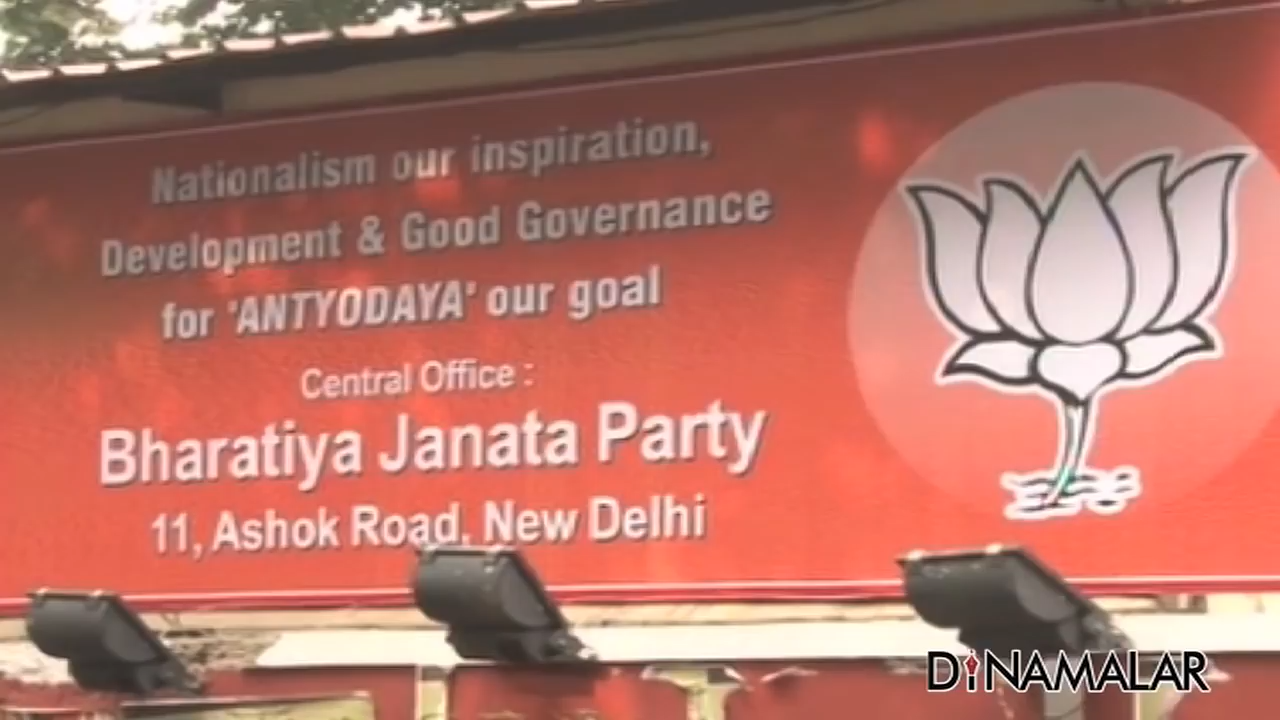 Nationalism our inspiration,
Development & Good Governance
for 'ANTYODAYA' our goal
Central Office :
Bharatiya Janata Party
11, Ashok Road, New Delhi
DINAMALAR